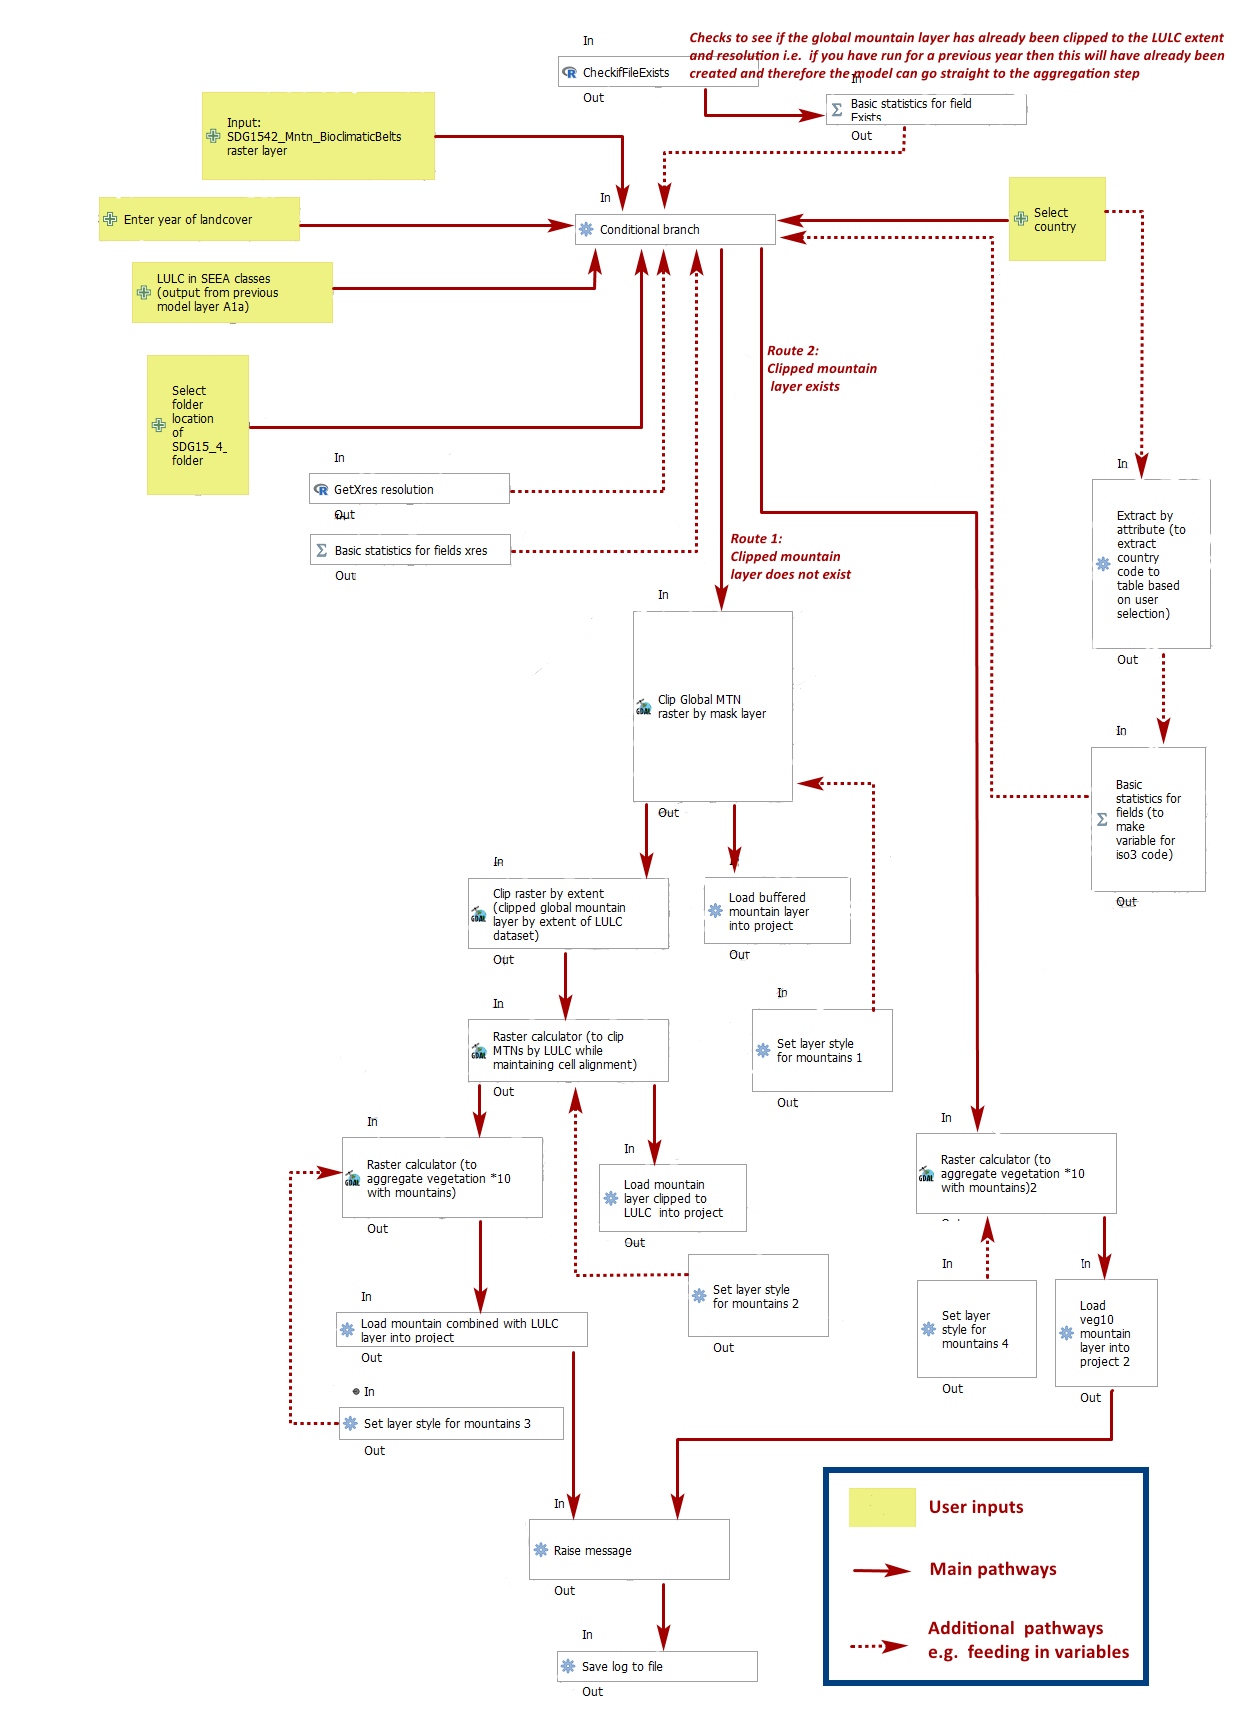 In
Checks to see if the global mountain layer has already been clipped to the LULC extent
and resolution i.e.  if you have run for a previous year then this will have already been
created and therefore the model can go straight to the aggregation step
CheckifFileExists
Out
In
Basic statistics for field
Exists
Out
Input:
SDG1542_Mntn_BioclimaticBelts
raster layer
In
Enter year of landcover
Conditional branch
Select
country
LULC in SEEA classes
(output from previous
model layer A1a)
Route 2:
Clipped mountain
layer exists
Select
folder
location
of
SDG15_4_
folder
In
GetXres resolution
Out
In
Basic statistics for fields xres
Out
Route 1:
Clipped mountain
layer does not exist
In
Extract by
attribute (to
extract
country
code to
table based
on user
selection)
Out
In
Clip Global MTN
raster by mask layer
Out
In
Basic
statistics for
fields (to
make
variable for
iso3 code)
Out
In
Clip raster by extent
(clipped global mountain
layer by extent of LULC
dataset)
Out
In
Load buffered
mountain layer
into project
Out
In
Raster calculator (to clip
MTNs by LULC while
maintaining cell alignment)
Out
In
Set layer style
for mountains 1
Out
In
Raster calculator (to
aggregate vegetation *10
with mountains)
Out
In
Load mountain
layer clipped to
LULC  into project
Out
In
Raster calculator (to
aggregate vegetation *10
with mountains)2
Out
Set layer style
for mountains 2
Out
In
Set layer
style for
mountains 4
Out
In
Load
veg10
mountain
layer into
project 2
Out
In
Load mountain combined with LULC
layer into project
Out
In
Set layer style for mountains 3
Out
In
Raise message
Out
In
Save log to file
Out
User inputs
Main pathways
Additional  pathways
e.g.  feeding in variables
GDAL
GDAL
GDAL
GDAL
GDAL